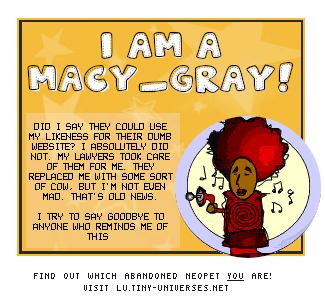 I AM A
MACY_GRAY!
DID I SAY THEY COULD USE
MY LIKENESS FOR THEIR DUMB
WEBSITE? I ABSOLUTELY DID
NOT. MY LAWYERS TOOK CARE
OF THEM FOR ME. THEY
REPLACED ME WITH SOME SORT
OF COW, BUT I'M NOT EVEN
MAD. THAT'S OLD NEWS.
I TRY TO SAY GOODBYE TO
ANYONE WHO REMINDS ME OF
THIS
FIND OUT WHICH ABANDONED NEOPET YOU ARE!
VISIT LU.TINY-UNIVERSES.NET